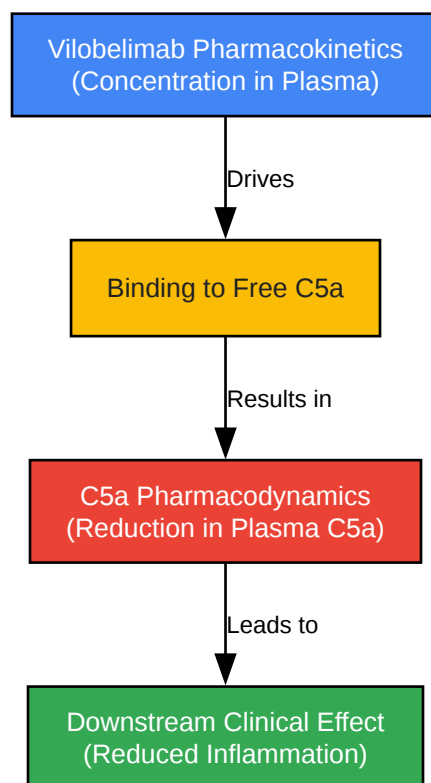 Vilobelimab Pharmacokinetics
(Concentration in Plasma)
Drives
Binding to Free C5a
Results in
C5a Pharmacodynamics
(Reduction in Plasma C5a)
Leads to
Downstream Clinical Effect
(Reduced Inflammation)